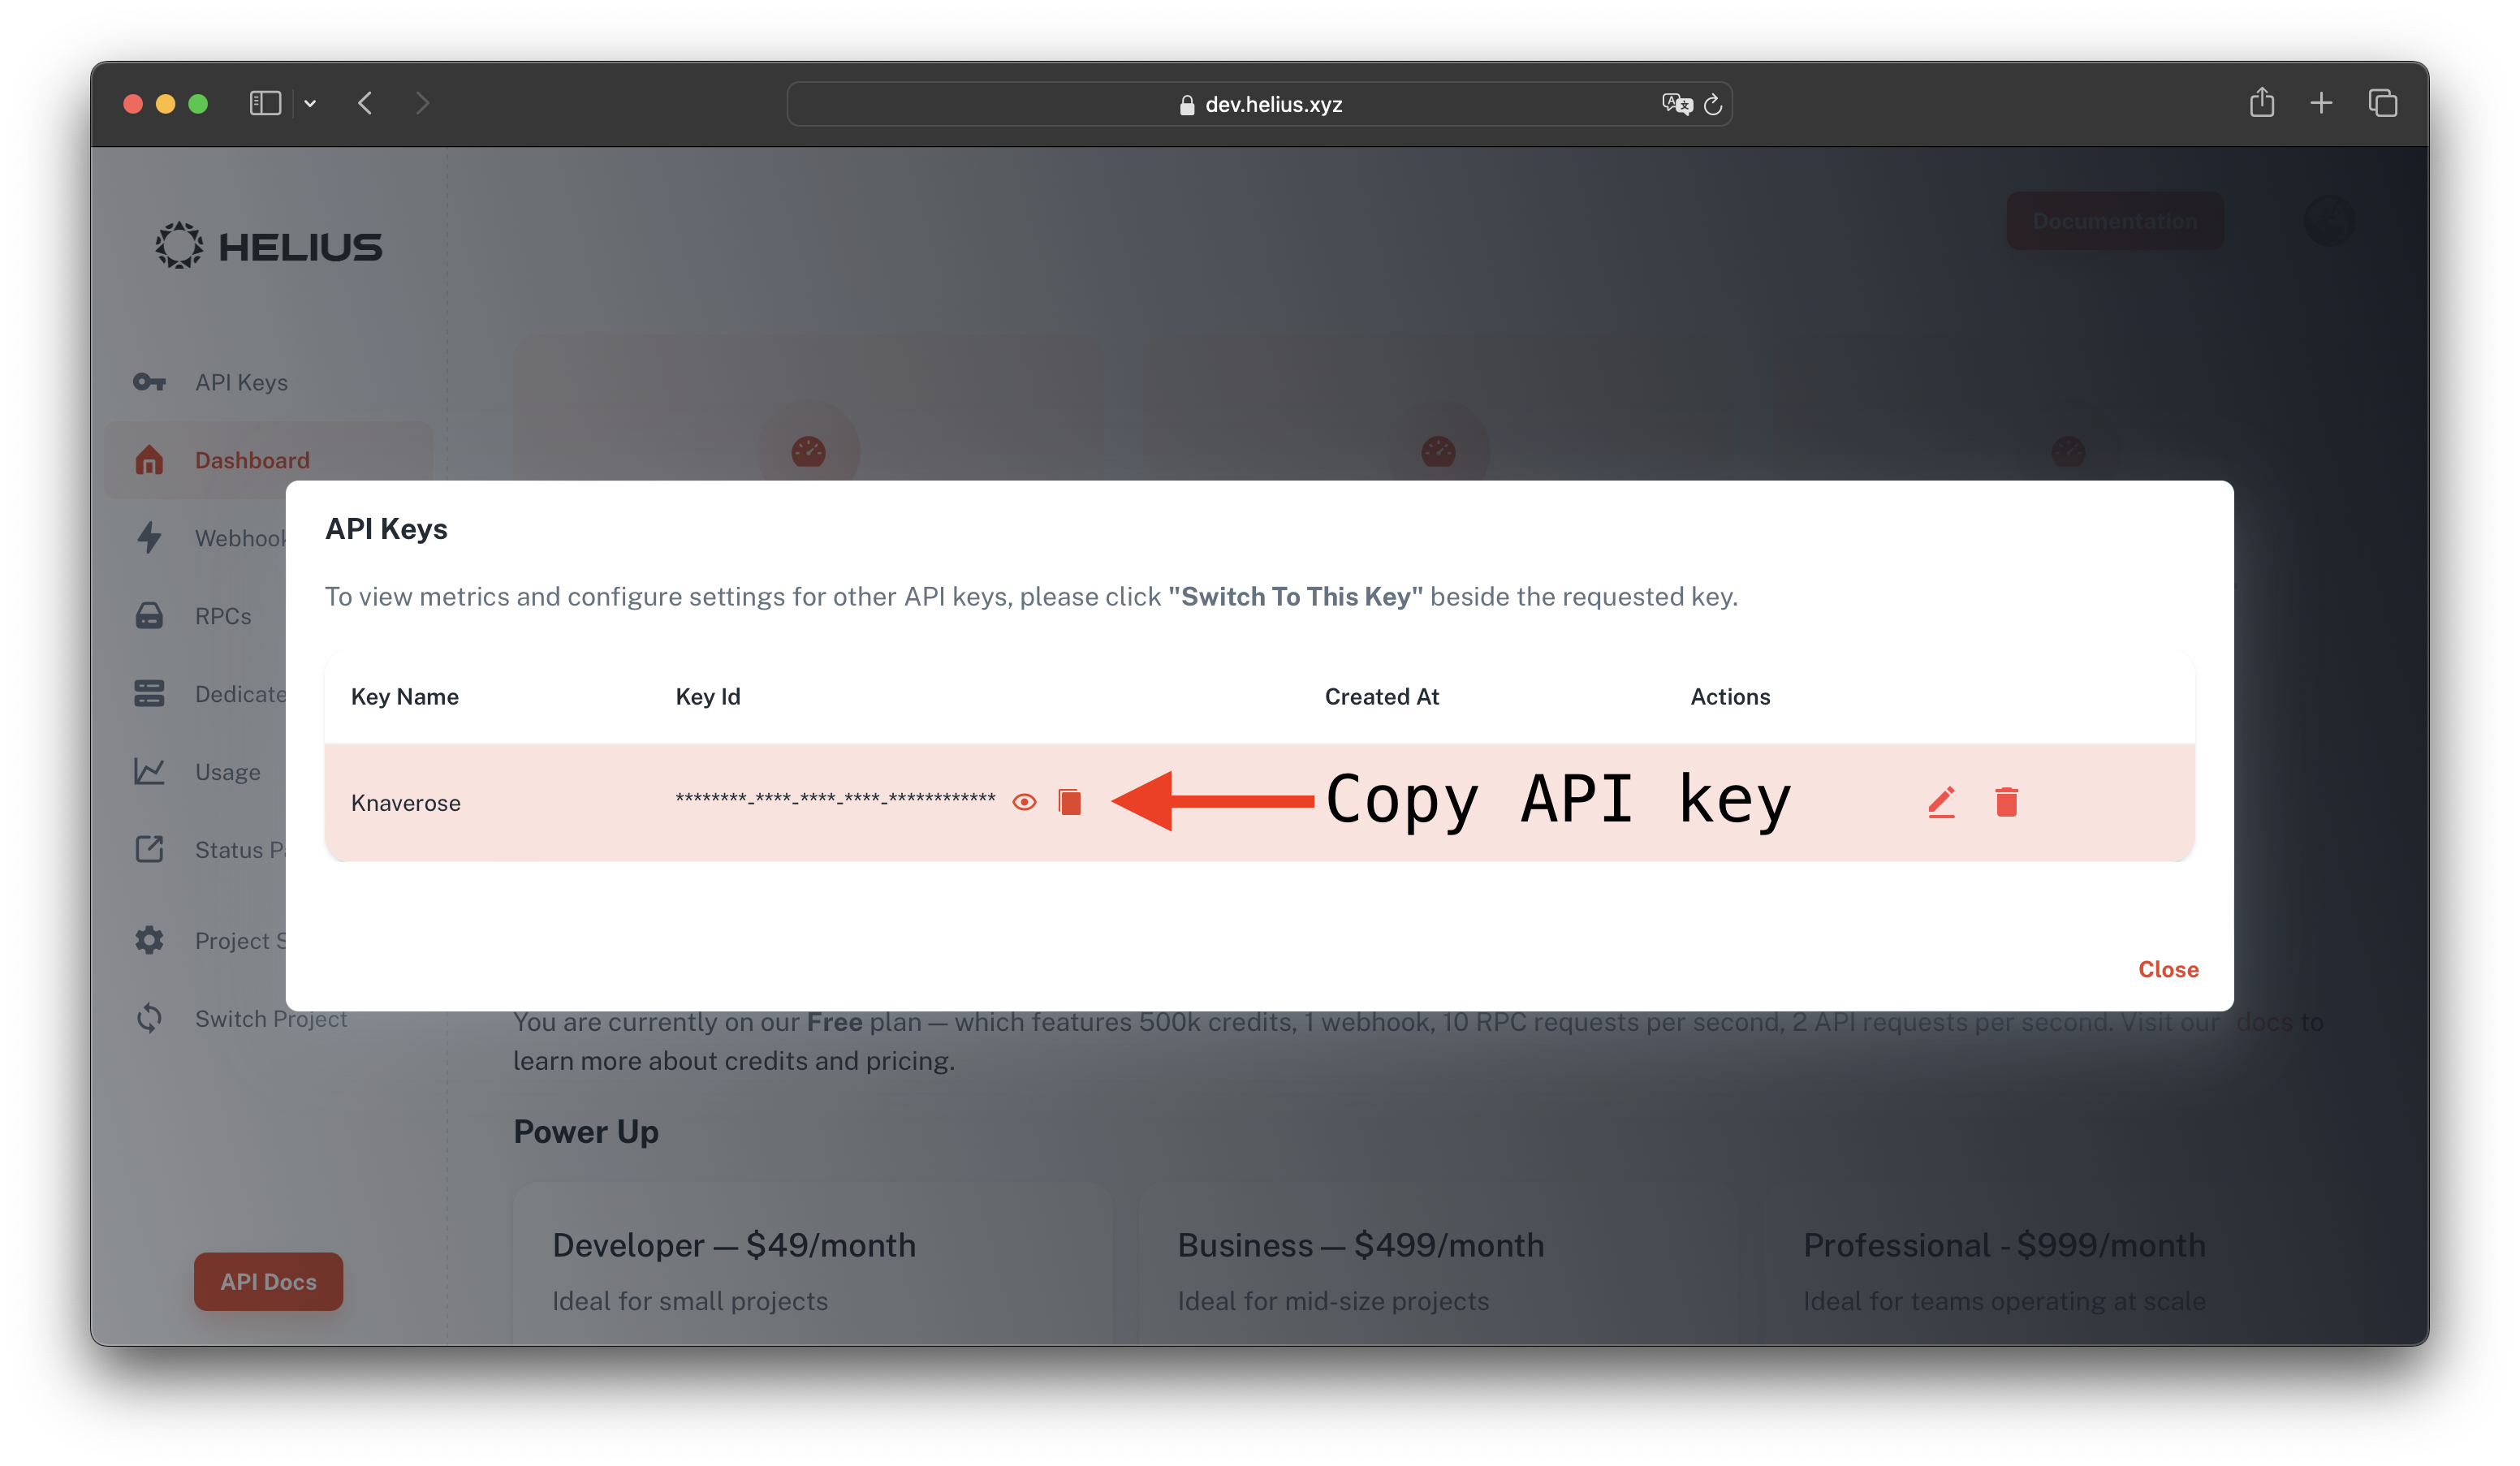 dev.helius.xyz
HELIUS
Documentation
API Keys
Dashboard
Webhook
RPCs
Dedicate
Usage
Status P
Project S
Switch Project
API Docs
API Keys
To view metrics and configure settings for other API keys, please click "Switch To This Key" beside the requested key.
Key Name Key Id Created At Actions
Knaverose ********-****-****-****-************ Copy API key
Close
You are currently on our Free plan — which features 500k credits, 1 webhook, 10 RPC requests per second, 2 API requests per second. Visit our docs to
learn more about credits and pricing.
Power Up
Developer — $49/month
Ideal for small projects
Business — $499/month
Ideal for mid-size projects
Professional - $999/month
Ideal for teams operating at scale